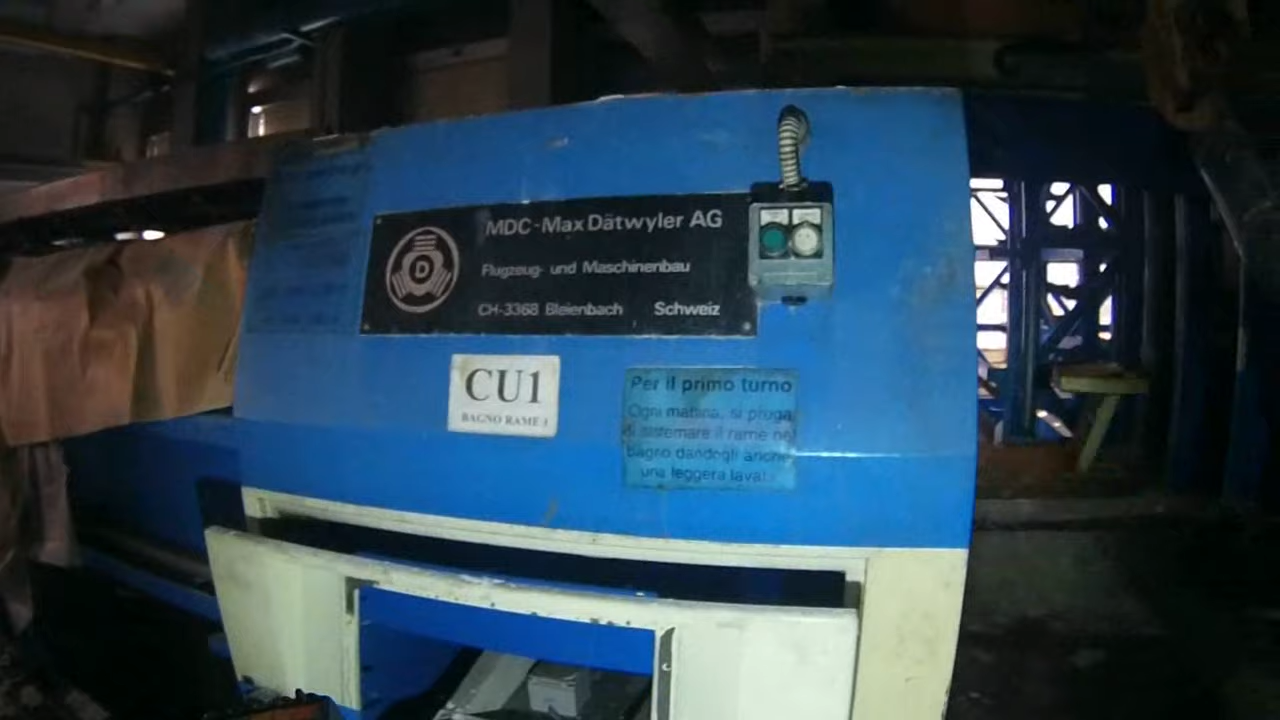 MDC-Max Dätwyler AG
Flugzeug- und Maschinenbau
CH-3368 Bleienbach Schweiz
D
CU1
BAGNO RAME 1
Per il primo turno
Ogni mattina, si prega
di sistemare il rame nel
bagno dandogli anche
una leggera lavat